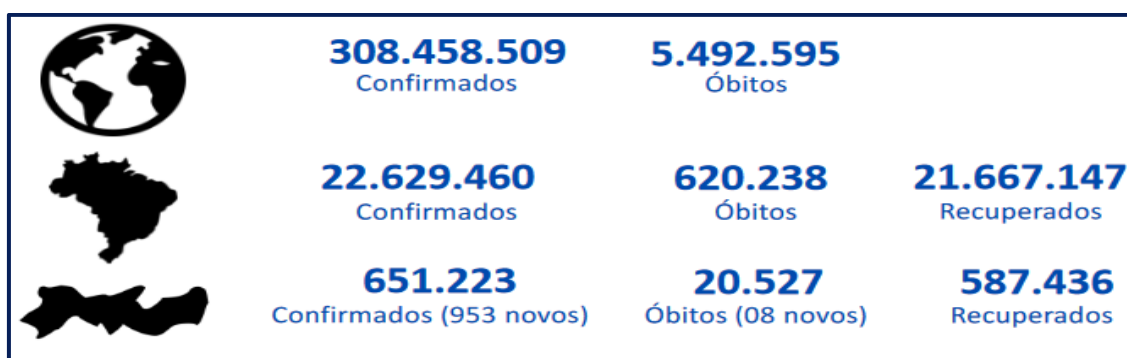 308.458.509 5.492.595
Confirmados Óbitos
22.629.460 620.238 21.667.147
Confirmados Óbitos Recuperados
651.223 20.527 587.436
Confirmados (953 novos) Óbitos (08 novos) Recuperados